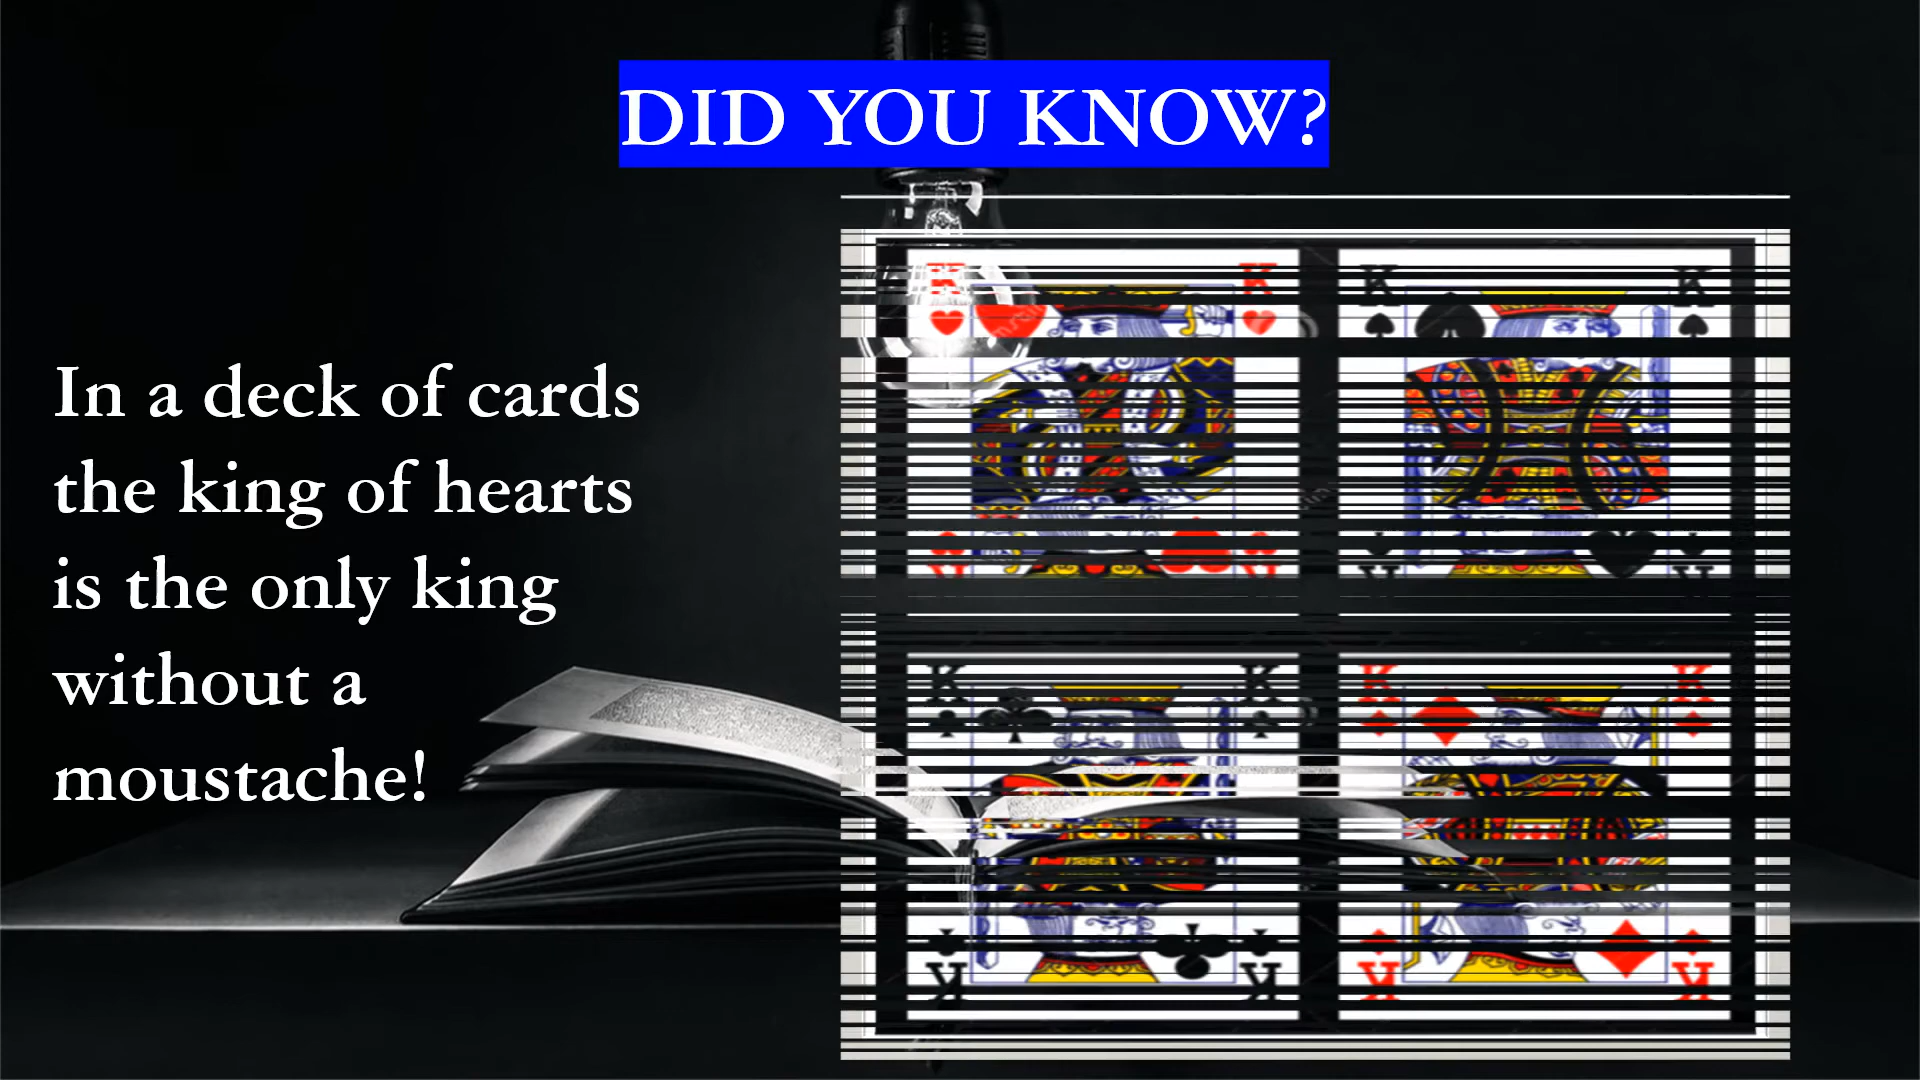 DID YOU KNOW?
In a deck of cards
the king of hearts
is the only king
without a
moustache!
K K K K
K K K K
K K K K
K K K K